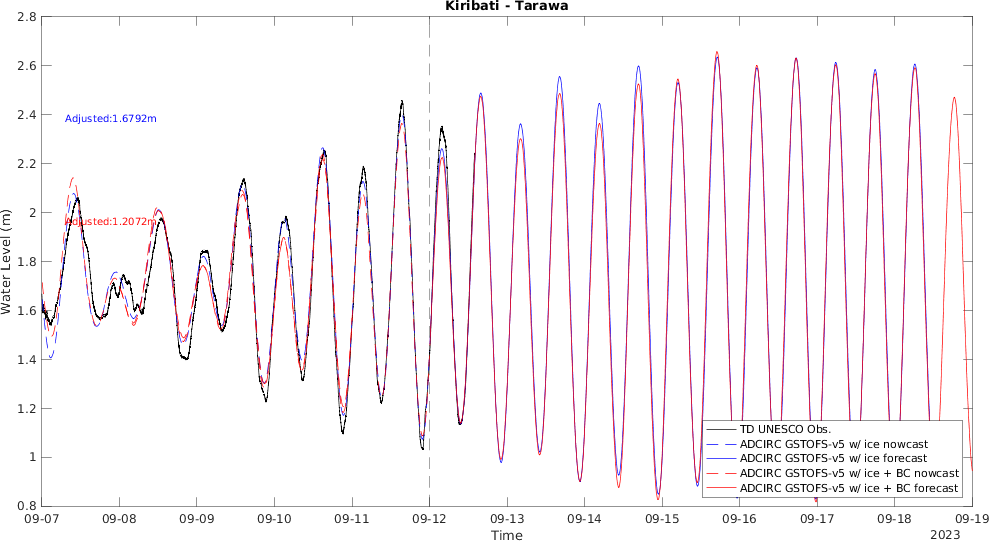 Kiribati - Tarawa
2.8
2.6
2.4
2.2
2
1.8
1.6
1.4
1.2
1
0.8
Water Level (m)
Adjusted:1.6792m
Adjusted:1.2072m
TD UNESCO Obs.
ADCIRC GSTOFS-v5 w/ ice nowcast
ADCIRC GSTOFS-v5 w/ ice forecast
ADCIRC GSTOFS-v5 w/ ice + BC nowcast
ADCIRC GSTOFS-v5 w/ ice + BC forecast
09-07 09-08 09-09 09-10 09-11 09-12 09-13 09-14 09-15 09-16 09-17 09-18 09-19
Time
2023